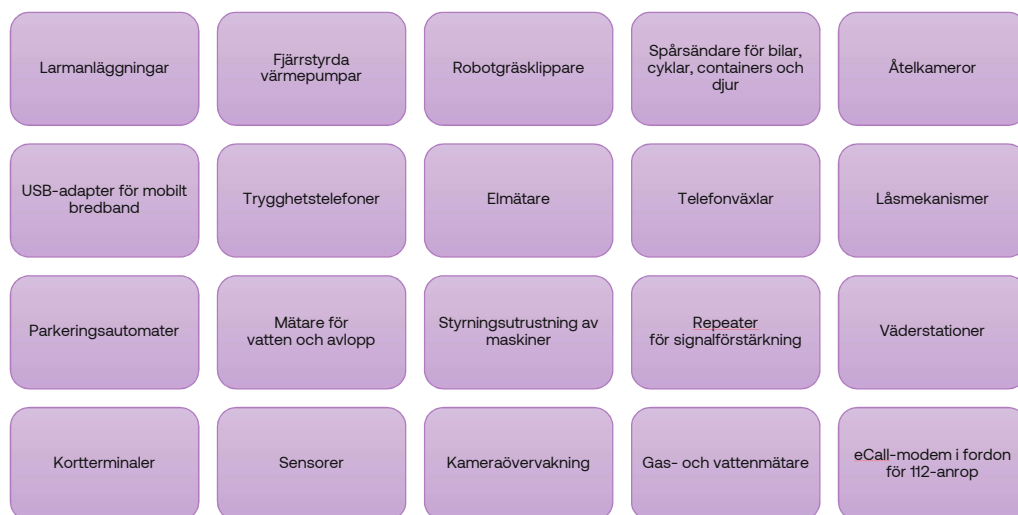 Larmanläggningar
Fjärrstyrda
värmepumpar
Robotgräsklippare
Spårsändare för bilar,
cyklar, containers och
djur
Åtelkameror
USB-adapter för mobilt
bredband
Trygghetstelefoner
Elmätare
Telefonväxlar
Låsmekanismer
Parkeringsautomater
Mätare för
vatten och avlopp
Styrningsutrustning av
maskiner
Repeater
för signalförstärkning
Väderstationer
Kortterminaler
Sensorer
Kameraövervakning
Gas- och vattenmätare
eCall-modem i fordon
för 112-anrop